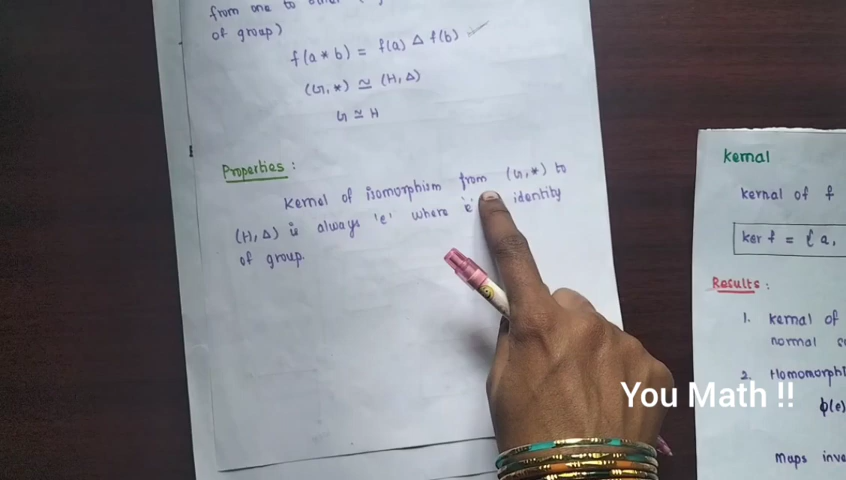 from one to other
of group)
f(a * b) = f(a) Δ f(b)
(G, *) ≅ (H, Δ)
G ≅ H
Properties :
Kernel of isomorphism from (G, *) to
(H, Δ) is always 'e' where 'e' identity
of group.
Kernal
kernal of f
ker f = { a,
Results :
1. Kernal of
normal
2. Homomorph
ϕ(e)
Maps inve
You Math !!